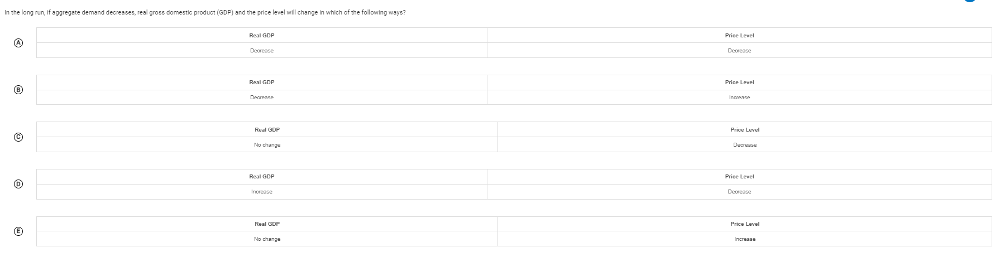 In the long run, if aggregate demand decreases, real gross domestic product (GDP) and the price level will change in which of the following ways?
Real GDP Price Level
A
Decrease Decrease
Real GDP Price Level
B
Decrease Increase
Real GDP Price Level
C
No change Decrease
Real GDP Price Level
D
Increase Decrease
Real GDP Price Level
E
No change Increase